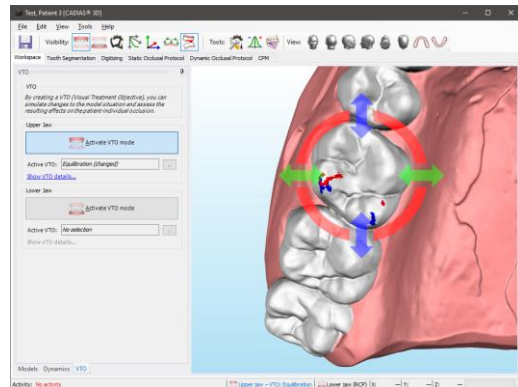 Test, Patient J [CADIAS® 3D]
File Edit View Tools Help
Visibility: Tools: View:
Workspace Tooth Segmentation Digitizing Static Occlusal Protocol Dynamic Occlusal Protocol CPM
VTO
VTO
By creating a VTO (Visual Treatment Objective), you can
simulate changes to the model situation and assess the
resulting effects on the patient-individual occlusion.
Upper Jaw
Activate VTO mode
Active VTO: Equilibration (changed) ...
Show VTO details...
Lower Jaw
Activate VTO mode
Active VTO: No selection ...
Show VTO details...
Models Dynamics VTO
Activity: No activity Upper jaw - VTO: Equilibration Lower jaw (RCP) X: — Y: — Z: —